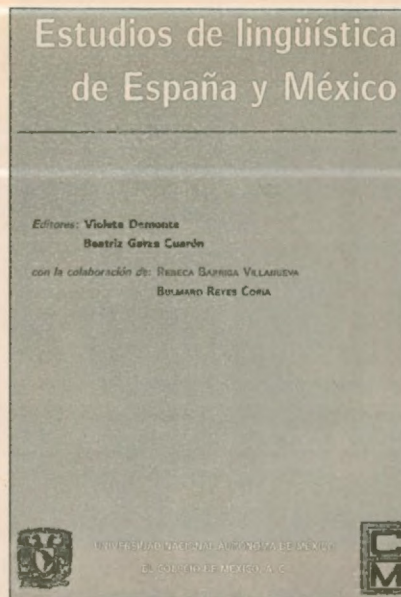 Estudios de lingüística
de España y México
Editores: Violeta Demonte
Beatriz Garza Cuarón
con la colaboración de: REBECA BARRIGA VILLANUEVA
BULMARO REYES CORIA
UNIVERSIDAD NACIONAL AUTÓNOMA DE MÉXICO
EL COLEGIO DE MÉXICO, A.C.
C
M